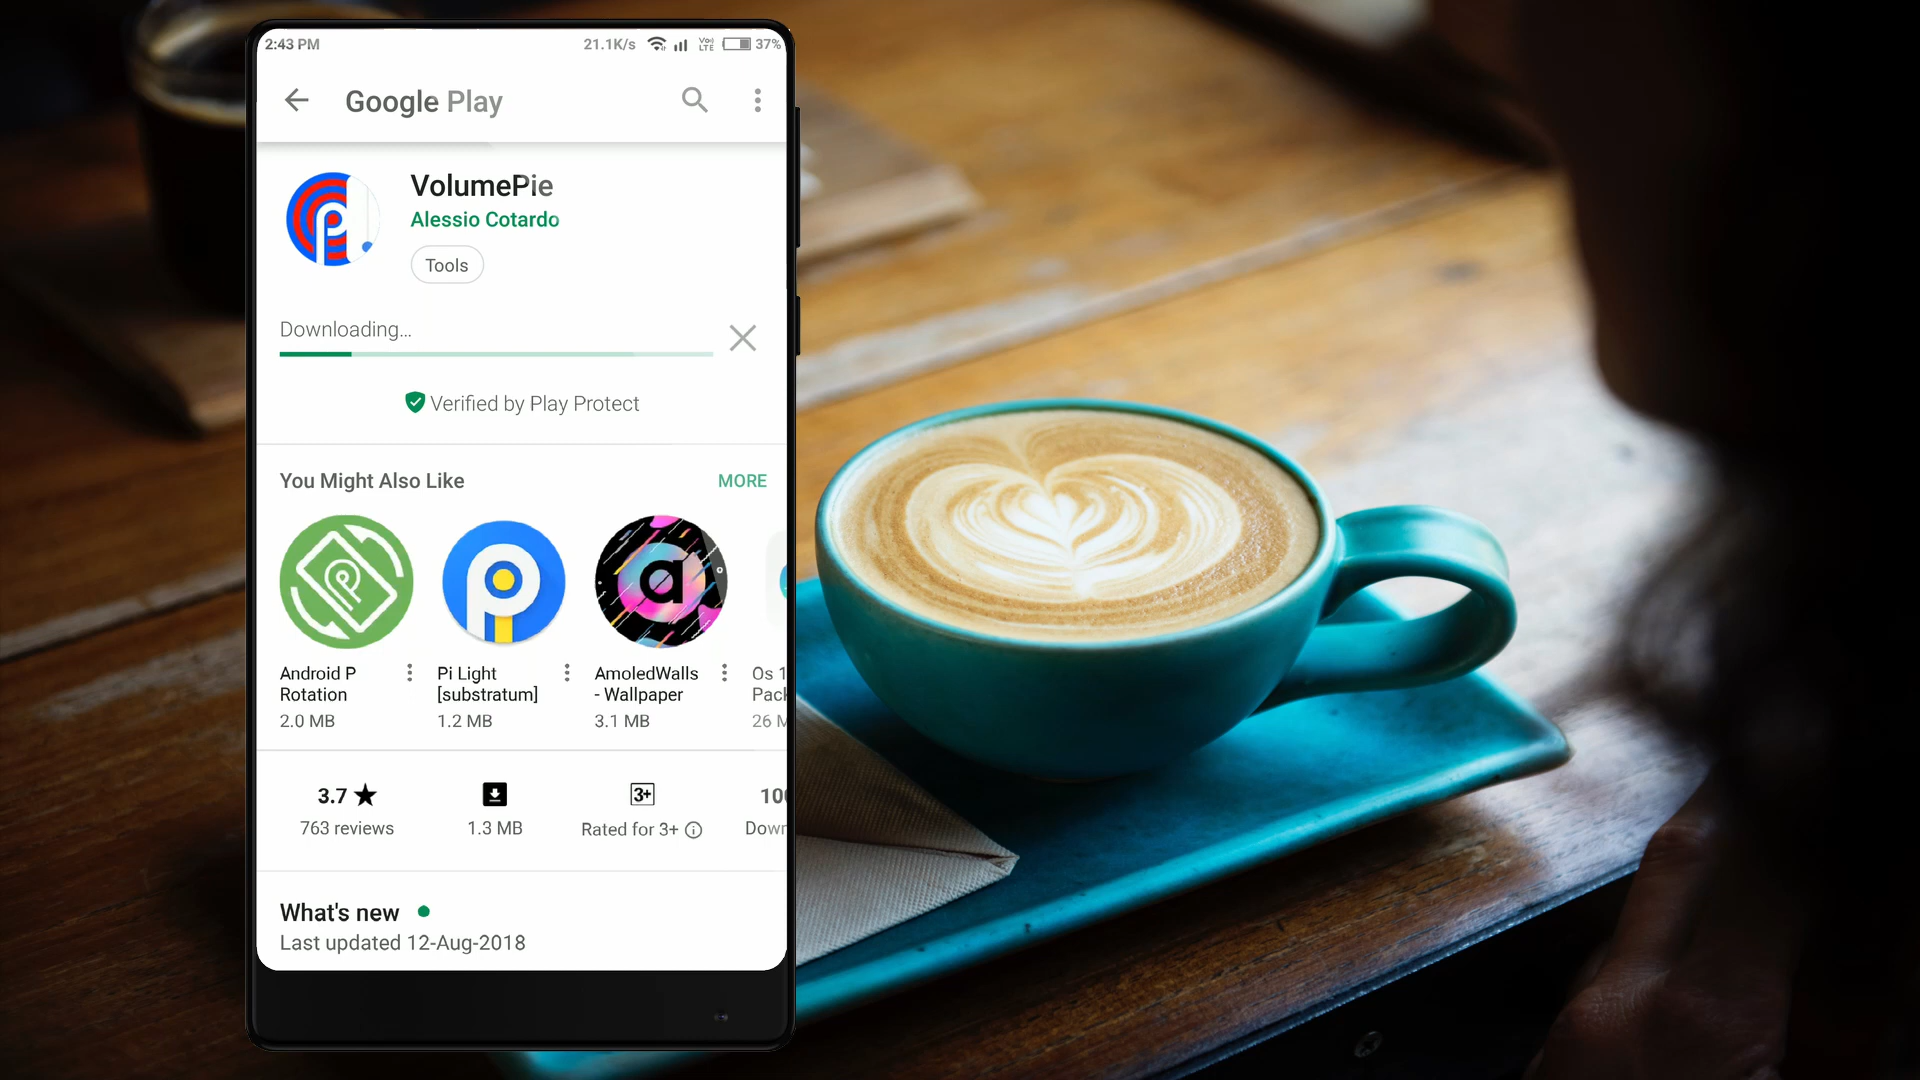 2:43 PM 21.1K/s Vo) LTE 37%
Google Play
VolumePie
Alessio Cotardo
Tools
Downloading...
Verified by Play Protect
You Might Also Like MORE
Android P Rotation
2.0 MB
Pi Light [substratum]
1.2 MB
AmoledWalls - Wallpaper
3.1 MB
Os 1
Pack
26 M
3.7 ★
763 reviews
1.3 MB
3+
Rated for 3+
100
Down
What's new
Last updated 12-Aug-2018